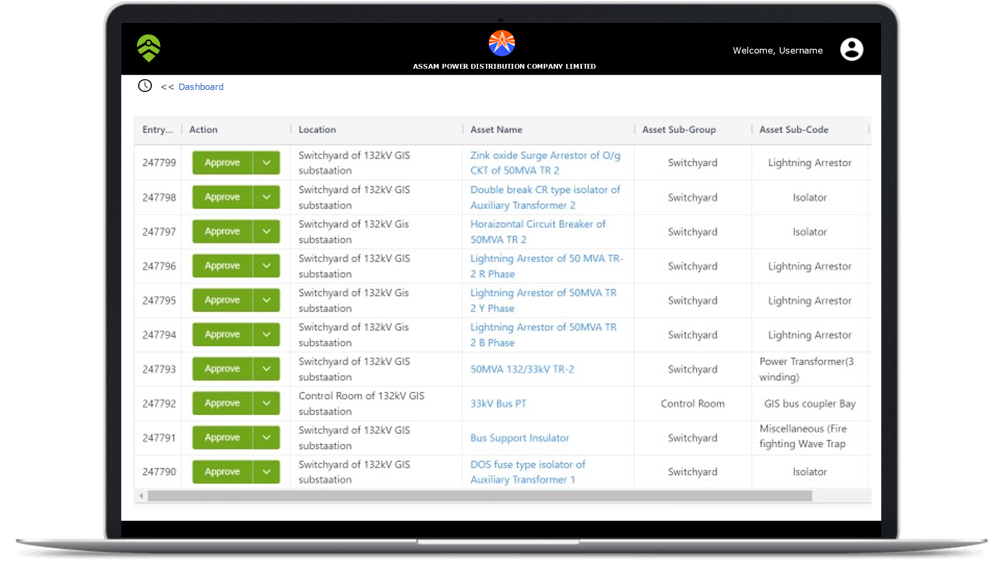 Welcome, Username
ASSAM POWER DISTRIBUTION COMPANY LIMITED
<< Dashboard
Entry... Action Location Asset Name Asset Sub-Group Asset Sub-Code
247799 Approve Switchyard of 132kV GIS substaation Zink oxide Surge Arrestor of O/g CKT of 50MVA TR 2 Switchyard Lightning Arrestor
247798 Approve Switchyard of 132kV GIS substaation Double break CR type isolator of Auxiliary Transformer 2 Switchyard Isolator
247797 Approve Switchyard of 132kV Gis substaation Horaizontal Circuit Breaker of 50MVA TR 2 Switchyard Isolator
247796 Approve Switchyard of 132kV GIS substaation Lightning Arrestor of 50 MVA TR-2 R Phase Switchyard Lightning Arrestor
247795 Approve Switchyard of 132kV Gis substaation Lightning Arrestor of 50MVA TR 2 Y Phase Switchyard Lightning Arrestor
247794 Approve Switchyard of 132kV Gis substaation Lightning Arrestor of 50MVA TR 2 B Phase Switchyard Lightning Arrestor
247793 Approve Switchyard of 132kV GIS substaation 50MVA 132/33kV TR-2 Switchyard Power Transformer(3 winding)
247792 Approve Control Room of 132kV GIS substaation 33kV Bus PT Control Room GIS bus coupler Bay
247791 Approve Switchyard of 132kV GIS substaation Bus Support Insulator Switchyard Miscellaneous (Fire fighting Wave Trap
247790 Approve Switchyard of 132kV GIS substaation DOS fuse type isolator of Auxiliary Transformer 1 Switchyard Isolator